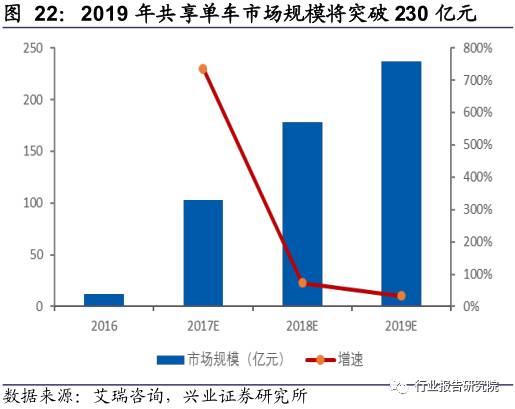 图 22： 2019 年共享单车市场规模将突破 230 亿元
250 800%
200 700%
600%
150 500%
400%
100 300%
50 200%
100%
0 0%
2016 2017E 2018E 2019E
市场规模（亿元） 增速
数据来源：艾瑞咨询，兴业证券研究所
行业报告研究院